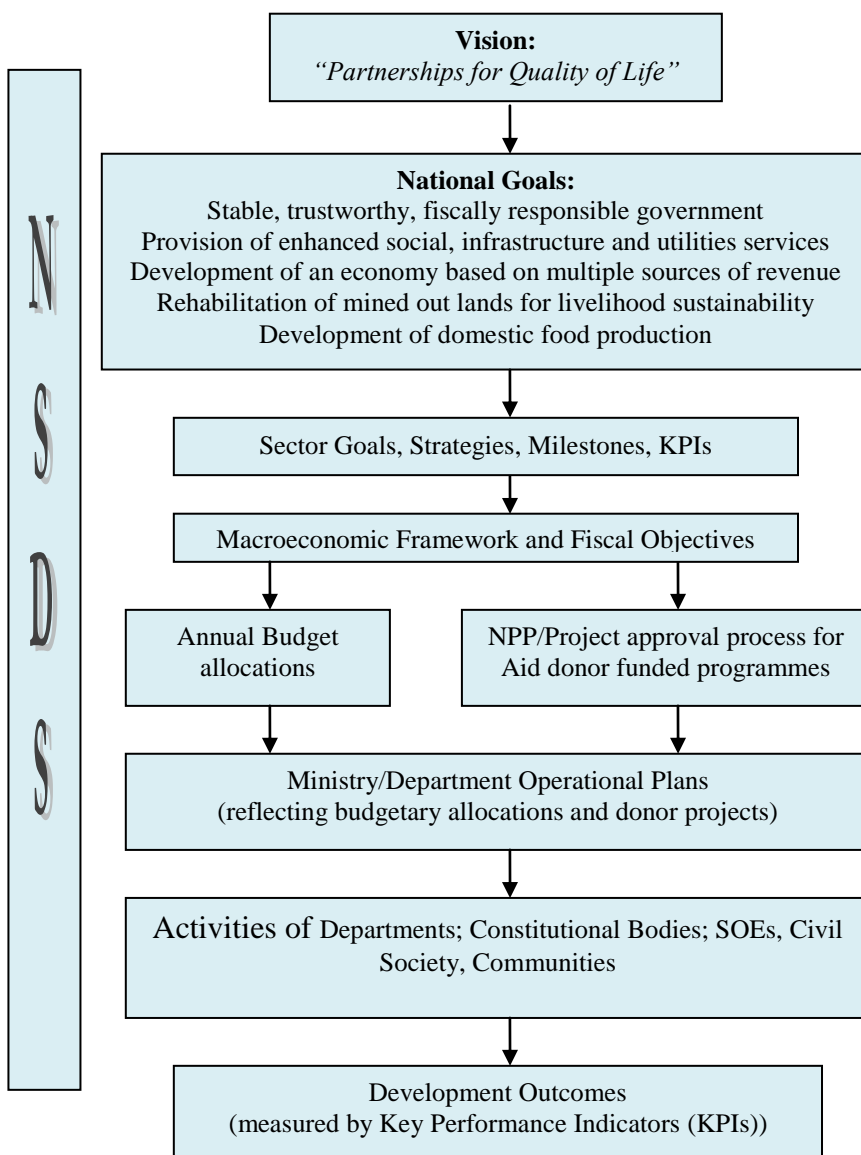 Vision:
“Partnerships for Quality of Life”
N
S
D
S
National Goals:
Stable, trustworthy, fiscally responsible government
Provision of enhanced social, infrastructure and utilities services
Development of an economy based on multiple sources of revenue
Rehabilitation of mined out lands for livelihood sustainability
Development of domestic food production
Sector Goals, Strategies, Milestones, KPIs
Macroeconomic Framework and Fiscal Objectives
Annual Budget
allocations
NPP/Project approval process for
Aid donor funded programmes
Ministry/Department Operational Plans
(reflecting budgetary allocations and donor projects)
Activities of Departments; Constitutional Bodies; SOEs, Civil
Society, Communities
Development Outcomes
(measured by Key Performance Indicators (KPIs))